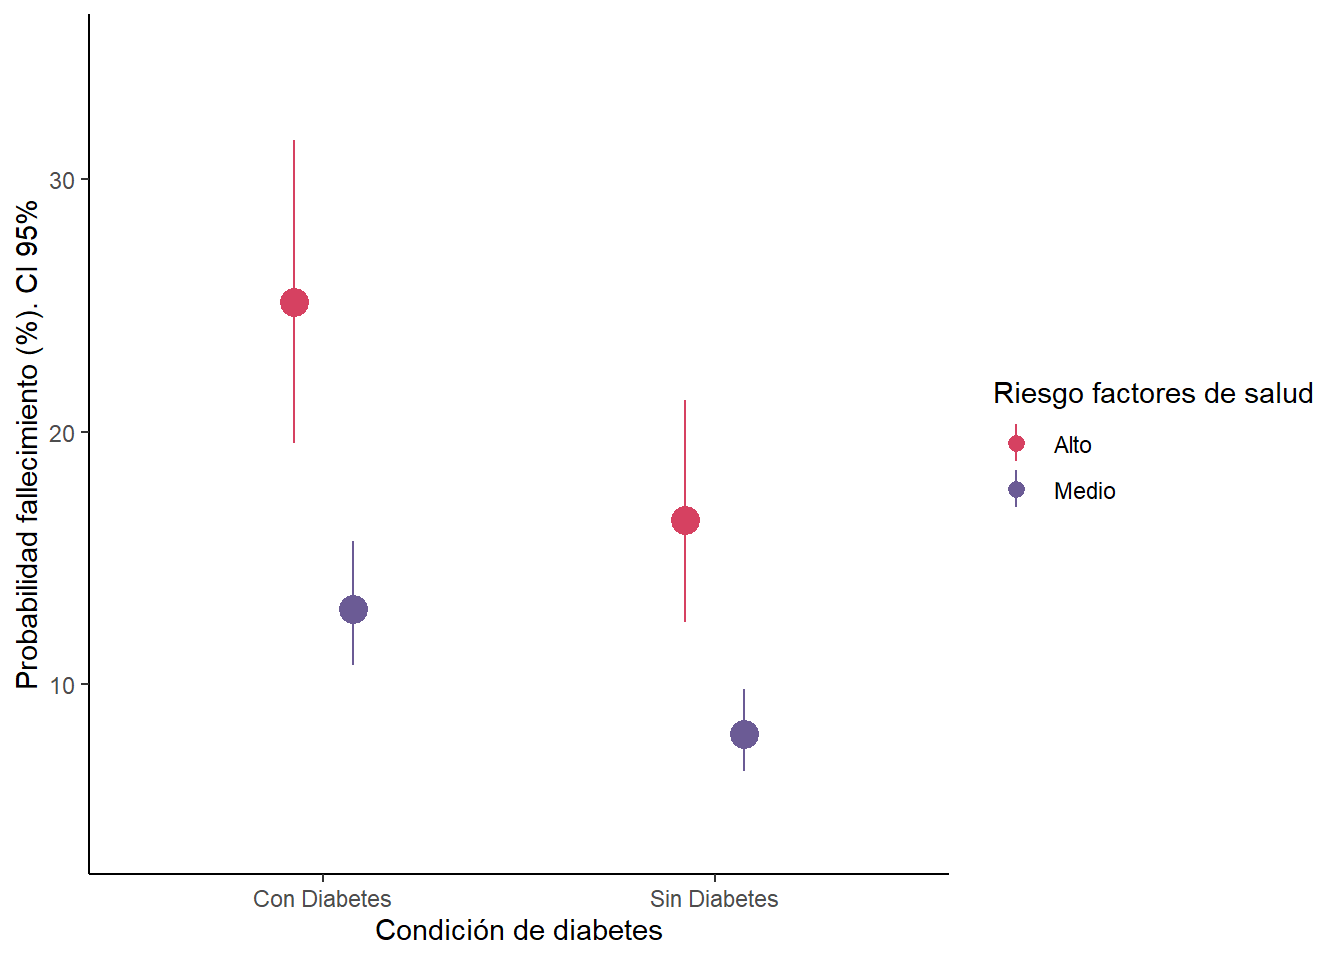 Probabilidad fallecimiento (%). CI 95%
30
20
10
Con Diabetes
Sin Diabetes
Condición de diabetes
Riesgo factores de salud
Alto
Medio